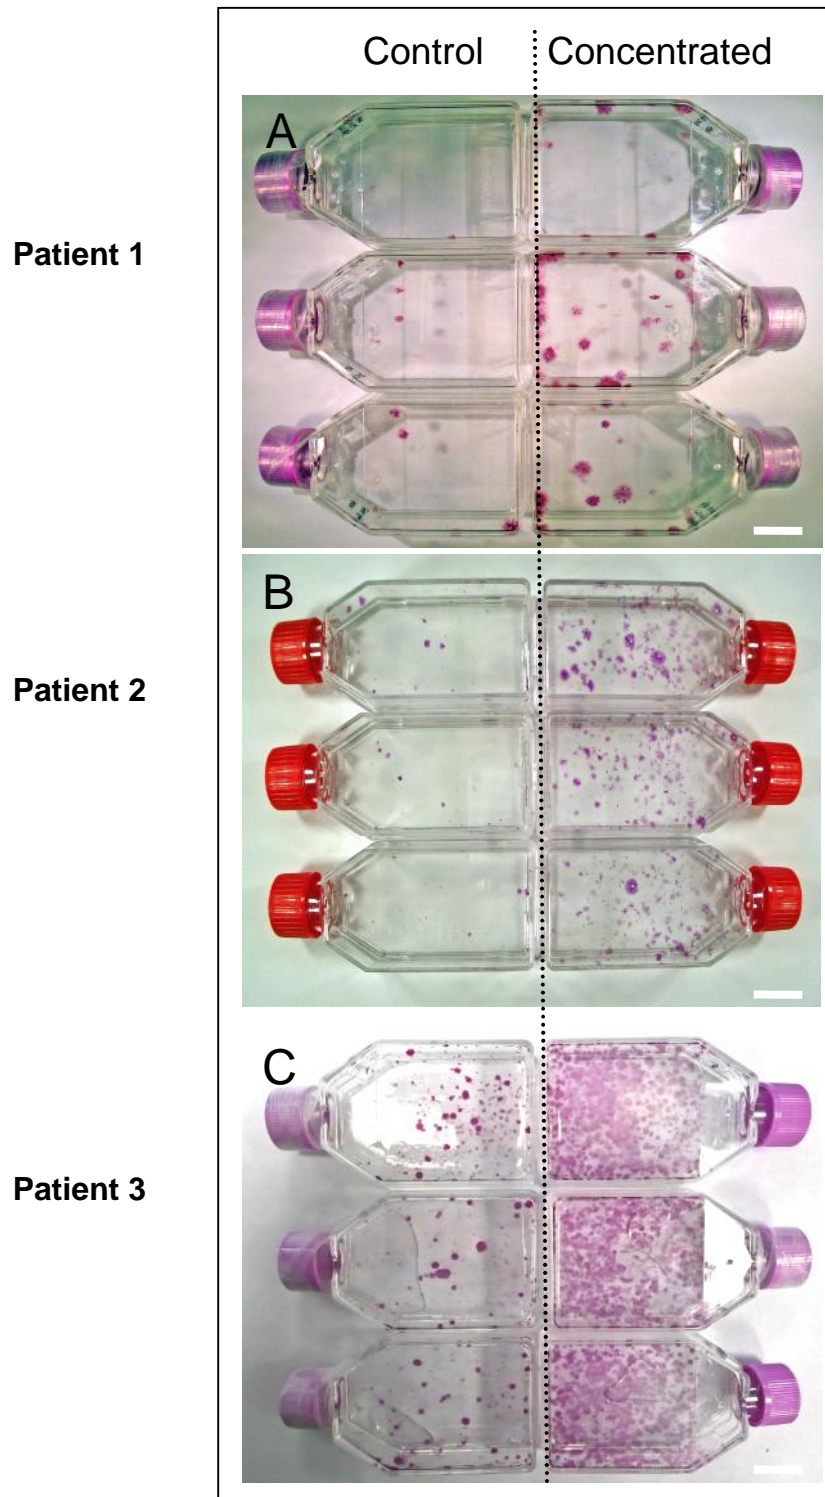 Control Concentrated
A
Patient 1
B
Patient 2
C
Patient 3